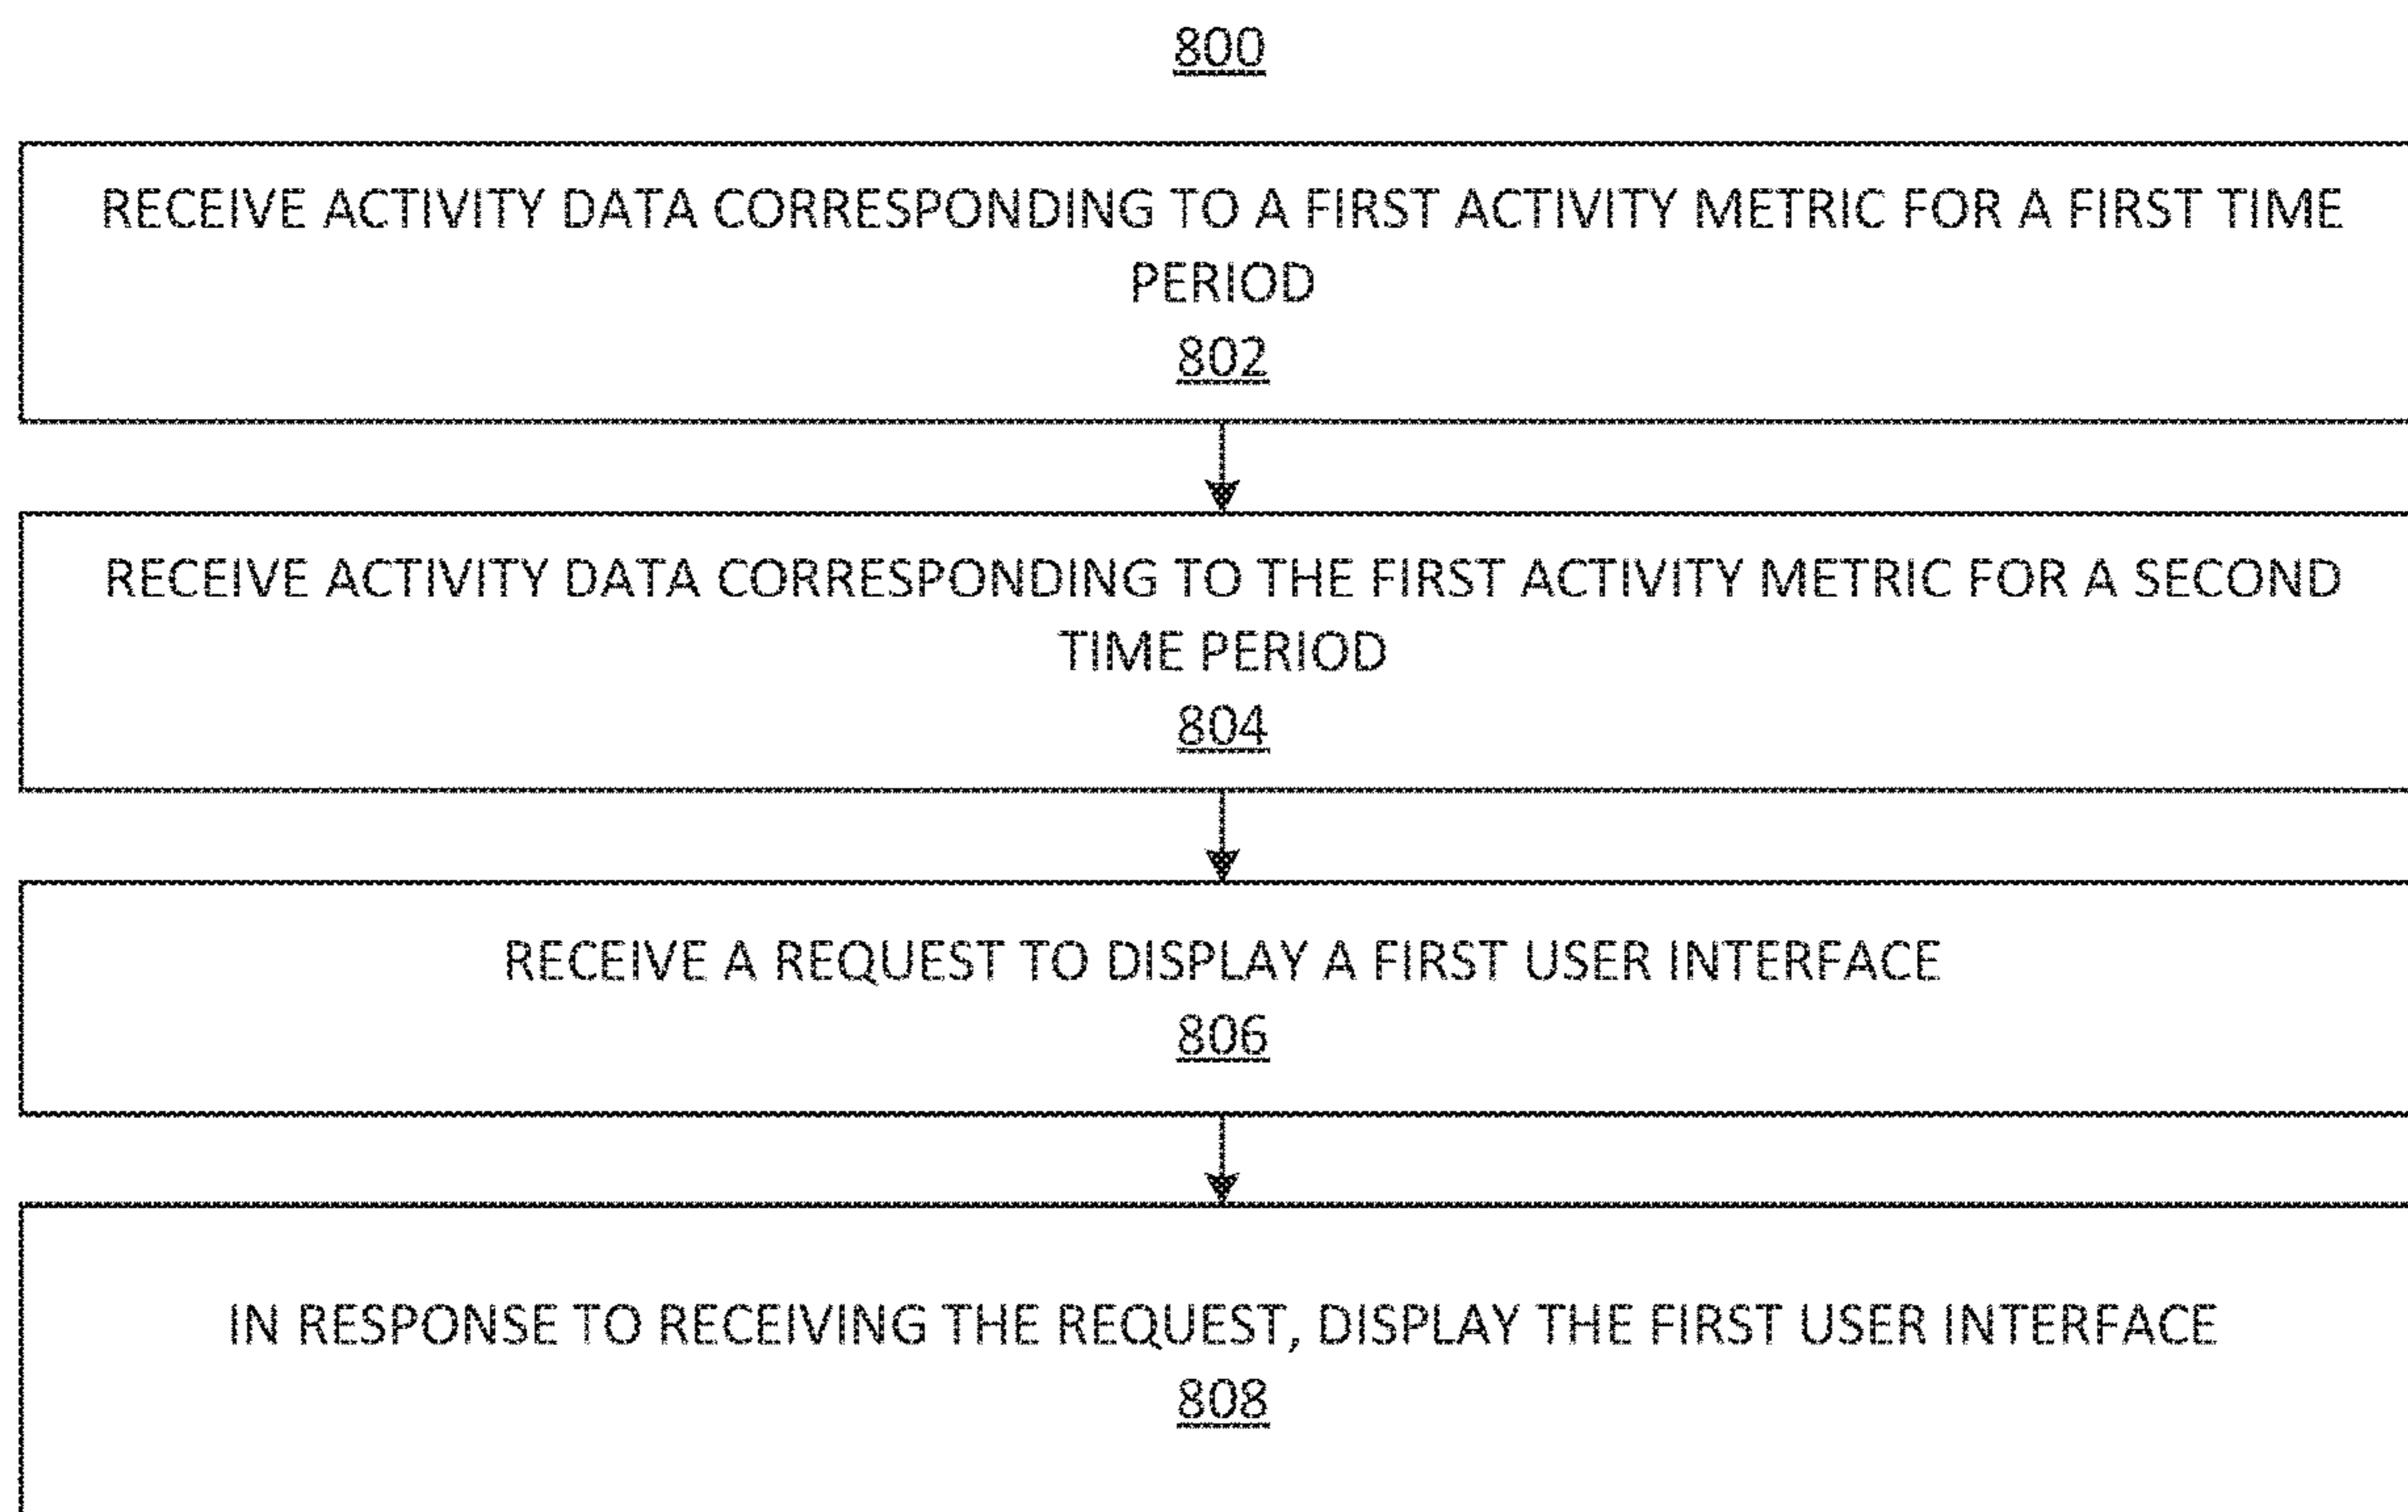 800
RECEIVE ACTIVITY DATA CORRESPONDING TO A FIRST ACTIVITY METRIC FOR A FIRST TIME
PERIOD
802
RECEIVE ACTIVITY DATA CORRESPONDING TO THE FIRST ACTIVITY METRIC FOR A SECOND
TIME PERIOD
804
RECEIVE A REQUEST TO DISPLAY A FIRST USER INTERFACE
806
IN RESPONSE TO RECEIVING THE REQUEST, DISPLAY THE FIRST USER INTERFACE
808